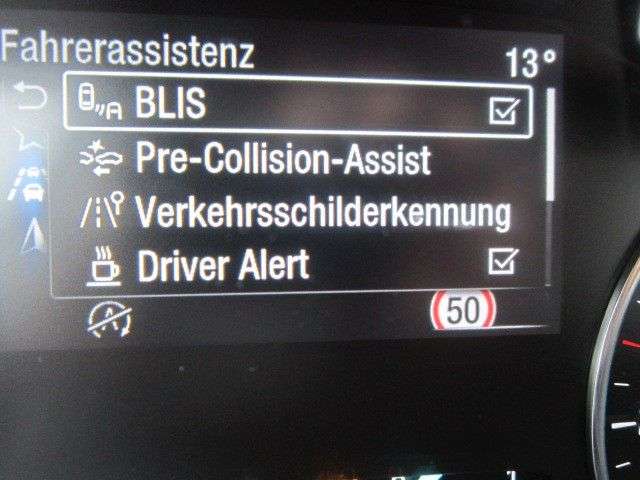 Fahrerassistenz 13°
BLIS
Pre-Collision-Assist
Verkehrsschilderkennung
Driver Alert
50